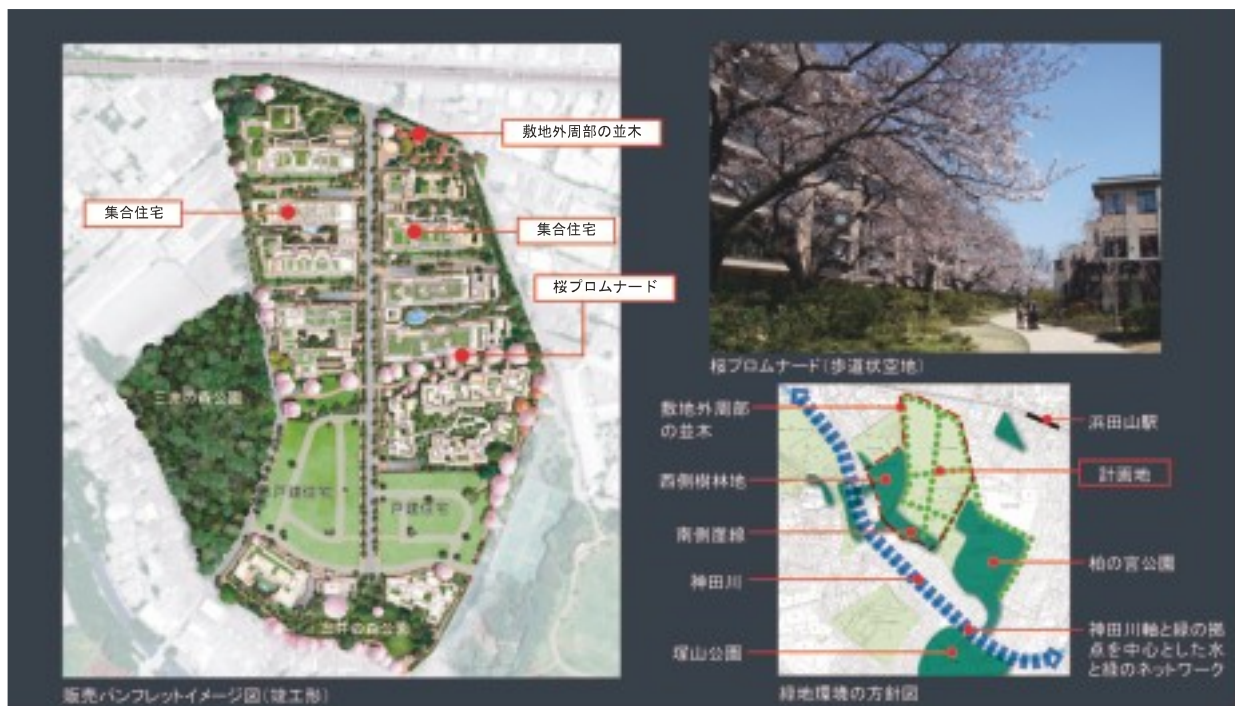 敷地外周部の並木
集合住宅
集合住宅
桜プロムナード
三井の森公園
戸建住宅
戸建住宅
三井の森公園
販売パンフレットイメージ図(竣工形)
桜プロムナード(歩道状空地)
敷地外周部
の並木
西側樹林地
南側崖線
神田川
塚山公園
浜田山駅
計画地
柏の宮公園
神田川軸と緑の拠
点を中心とした水
と緑のネットワーク
緑地環境の方針図